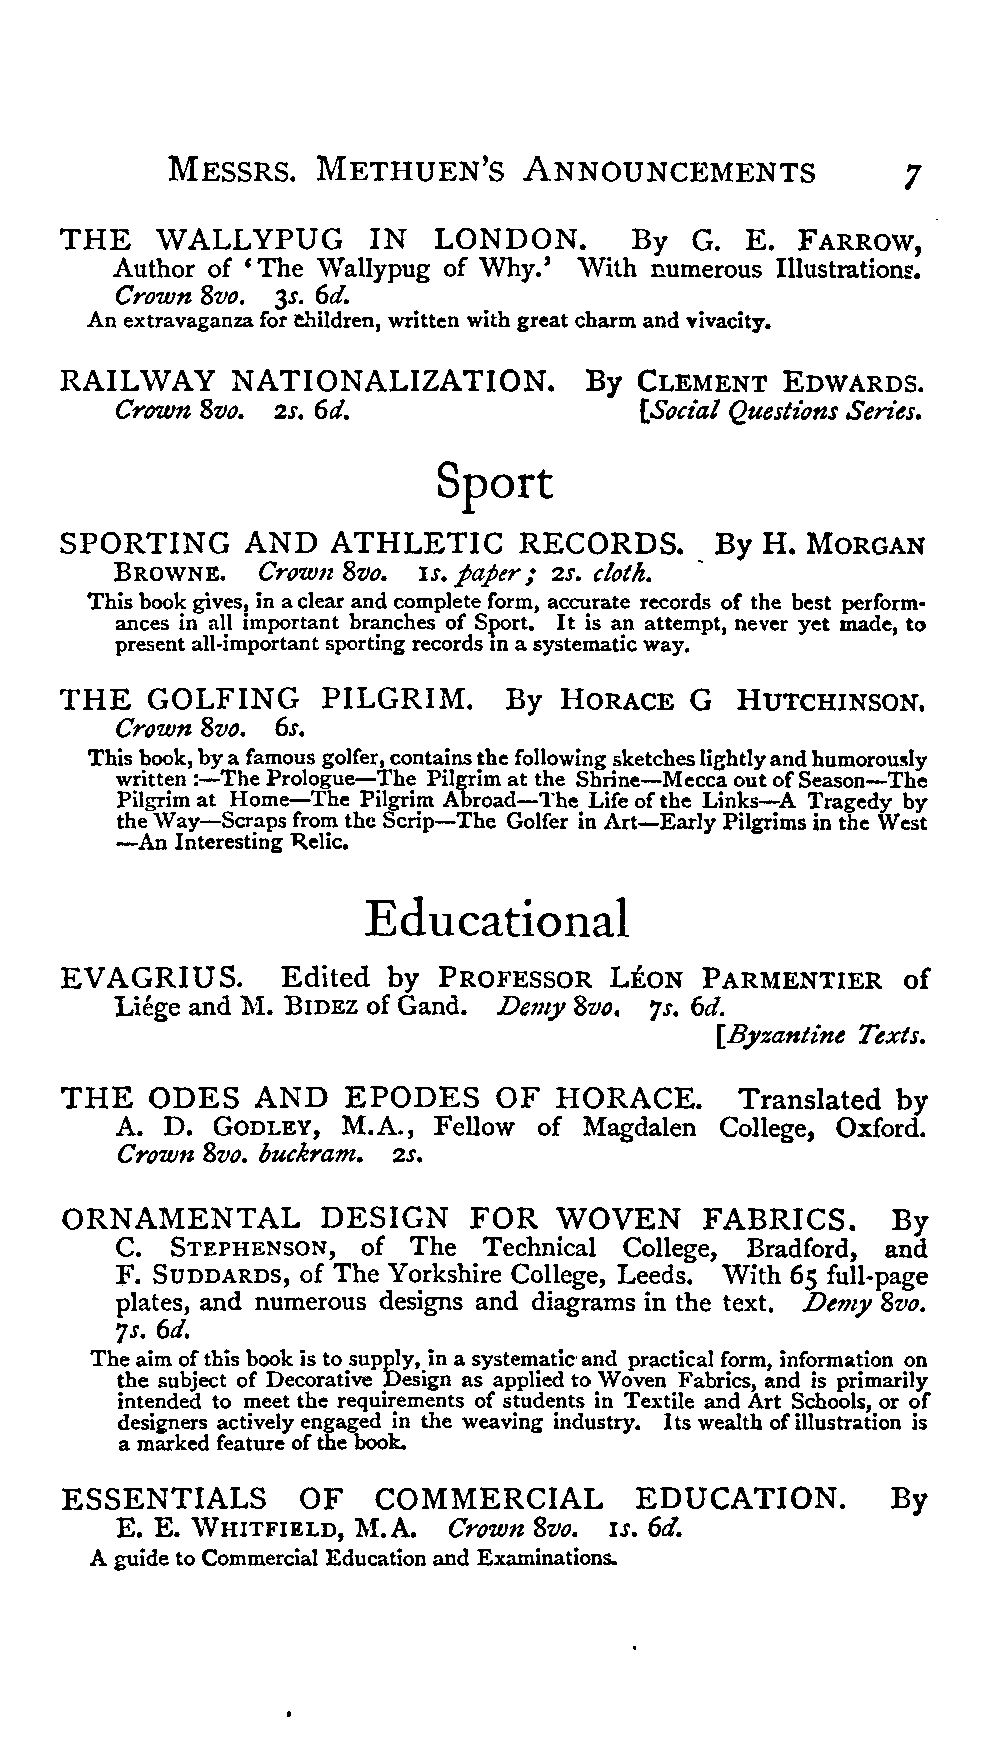 MESSRS. METHUEN'S ANNOUNCEMENTS 7
THE WALLYPUG IN LONDON. By G. E. FARROW,
Author of ‘The Wallypug of Why.’ With numerous Illustrations.
Crown 8vo. 3s. 6d.
An extravaganza for children, written with great charm and vivacity.
RAILWAY NATIONALIZATION. By CLEMENT EDWARDS.
Crown 8vo. 2s. 6d. [Social Questions Series.
Sport
SPORTING AND ATHLETIC RECORDS. By H. MORGAN
BROWNE. Crown 8vo. 1s. paper; 2s. cloth.
This book gives, in a clear and complete form, accurate records of the best perform-
ances in all important branches of Sport. It is an attempt, never yet made, to
present all-important sporting records in a systematic way.
THE GOLFING PILGRIM. By HORACE G HUTCHINSON.
Crown 8vo. 6s.
This book, by a famous golfer, contains the following sketches lightly and humorously
written :—The Prologue—The Pilgrim at the Shrine—Mecca out of Season—The
Pilgrim at Home—The Pilgrim Abroad—The Life of the Links—A Tragedy by
the Way—Scraps from the Scrip—The Golfer in Art—Early Pilgrims in the West
—An Interesting Relic.
Educational
EVAGRIUS. Edited by PROFESSOR LÉON PARMENTIER of
Liége and M. BIDEZ of Gand. Demy 8vo. 7s. 6d.
[Byzantine Texts.
THE ODES AND EPODES OF HORACE. Translated by
A. D. GODLEY, M.A., Fellow of Magdalen College, Oxford.
Crown 8vo. buckram. 2s.
ORNAMENTAL DESIGN FOR WOVEN FABRICS. By
C. STEPHENSON, of The Technical College, Bradford, and
F. SUDDARDS, of The Yorkshire College, Leeds. With 65 full-page
plates, and numerous designs and diagrams in the text. Demy 8vo.
7s. 6d.
The aim of this book is to supply, in a systematic and practical form, information on
the subject of Decorative Design as applied to Woven Fabrics, and is primarily
intended to meet the requirements of students in Textile and Art Schools, or of
designers actively engaged in the weaving industry. Its wealth of illustration is
a marked feature of the book.
ESSENTIALS OF COMMERCIAL EDUCATION. By
E. E. WHITFIELD, M.A. Crown 8vo. 1s. 6d.
A guide to Commercial Education and Examinations.